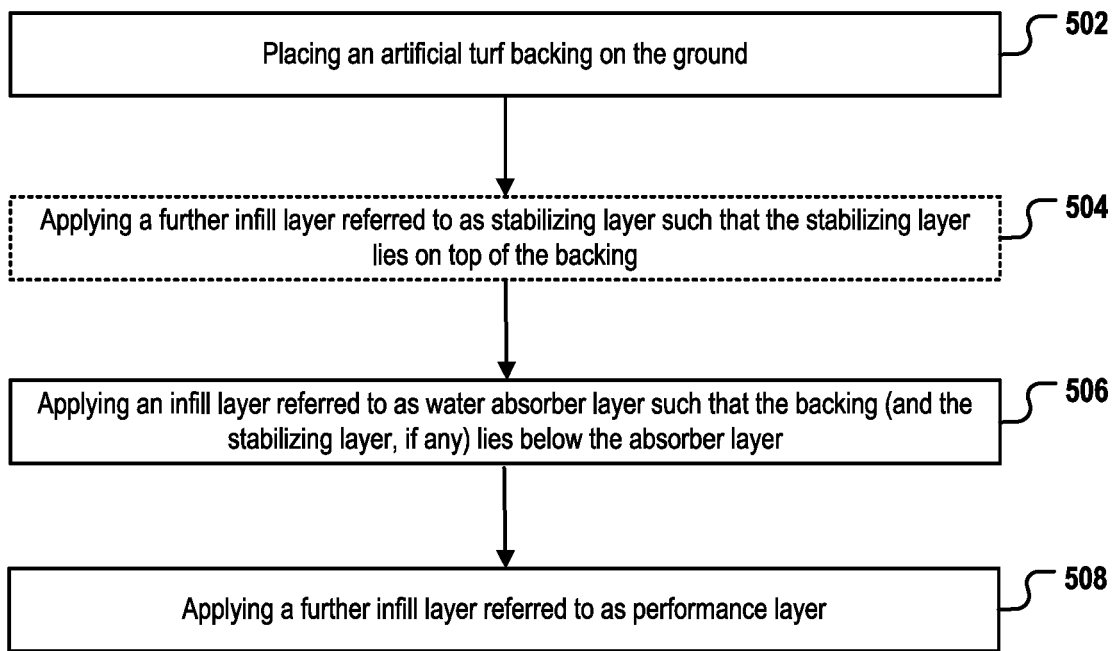 502
Placing an artificial turf backing on the ground
504
Applying a further infill layer referred to as stabilizing layer such that the stabilizing layer
lies on top of the backing
506
Applying an infill layer referred to as water absorber layer such that the backing (and the
stabilizing layer, if any) lies below the absorber layer
508
Applying a further infill layer referred to as performance layer